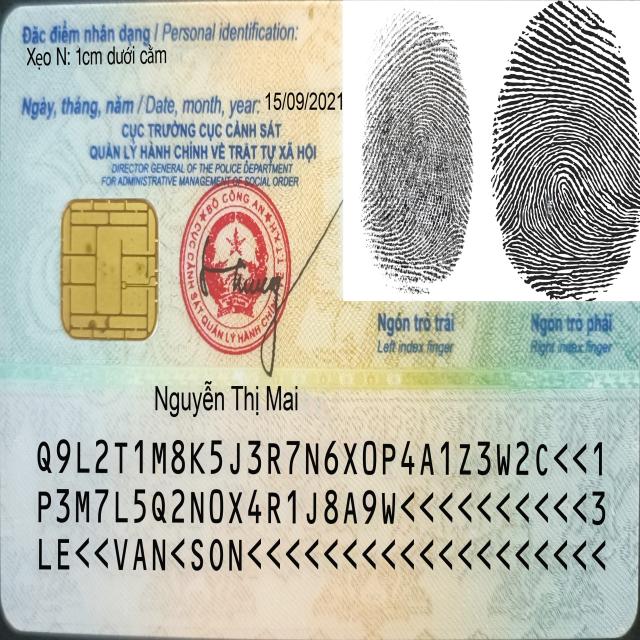 Đặc điểm nhân dạng / Personal identification:
Xẹo N: 1cm dưới cằm
Ngày, tháng, năm / Date, month, year: 15/09/2021
CỤC TRƯỞNG CỤC CẢNH SÁT
QUẢN LÝ HÀNH CHÍNH VỀ TRẬT TỰ XÃ HỘI
DIRECTOR GENERAL OF THE POLICE DEPARTMENT
FOR ADMINISTRATIVE MANAGEMENT OF SOCIAL ORDER
BỘ CÔNG AN
CỤC CẢNH SÁT QUẢN LÝ HÀNH CHÍNH
Ngón trỏ trái
Left index finger
Ngón trỏ phải
Right index finger
Nguyễn Thị Mai
Q9L2T1M8K5J3R7N6XOP4A1Z3W2C<<1
P3M7L5Q2NOX4R1J8A9W<<<<<<<<<<3
LE<<VAN<SON<<<<<<<<<<<<<<<<<<<